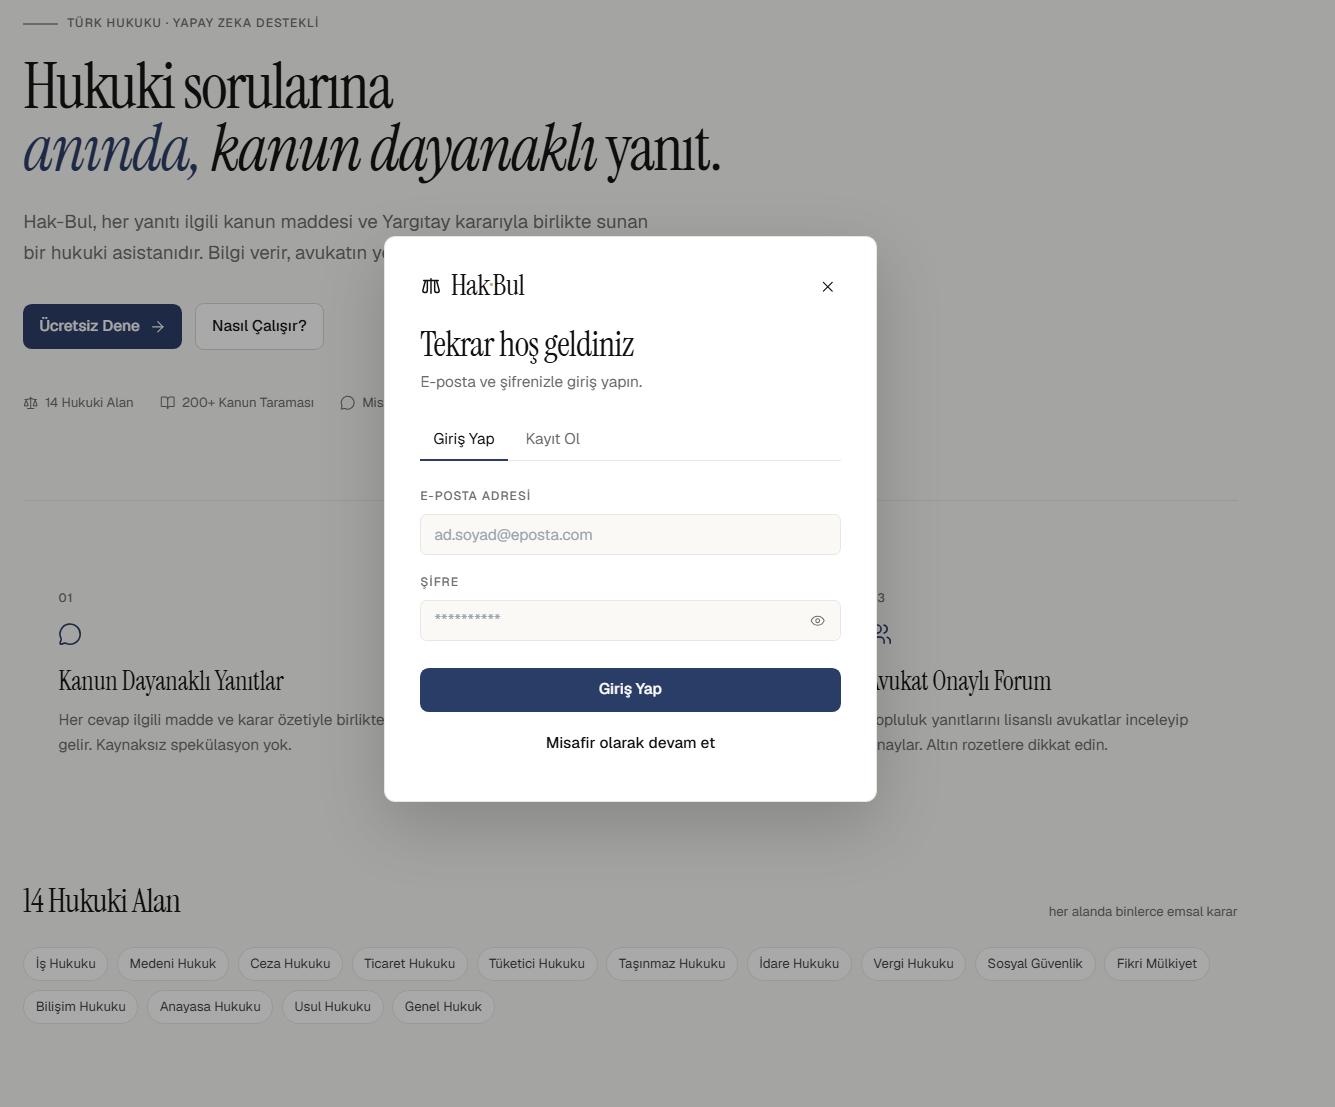 TÜRK HUKUKU · YAPAY ZEKA DESTEKLİ
Hukuki sorularına
anında, kanun dayanaklı yanıt.
Hak-Bul, her yanıtı ilgili kanun maddesi ve Yargıtay kararıyla birlikte sunan
bir hukuki asistanıdır. Bilgi verir, avukatın
Ücretsiz Dene
Nasıl Çalışır?
14 Hukuki Alan
200+ Kanun Taraması
Hak·Bul
Tekrar hoş geldiniz
E-posta ve şifrenizle giriş yapın.
Giriş Yap
Kayıt Ol
E-POSTA ADRESİ
ad.soyad@eposta.com
ŞİFRE
**********
Giriş Yap
Misafir olarak devam et
01
Kanun Dayanaklı Yanıtlar
Her cevap ilgili madde ve karar özetiyle birlikte
gelir. Kaynaksız spekülasyon yok.
3
Onaylı Forum
yanıtlarını lisanslı avukatlar inceleyip
Altın rozetlere dikkat edin.
14 Hukuki Alan
her alanda binlerce emsal karar
İş Hukuku
Medeni Hukuk
Ceza Hukuku
Ticaret Hukuku
Tüketici Hukuku
Taşınmaz Hukuku
İdare Hukuku
Vergi Hukuku
Sosyal Güvenlik
Fikri Mülkiyet
Bilişim Hukuku
Anayasa Hukuku
Usul Hukuku
Genel Hukuk